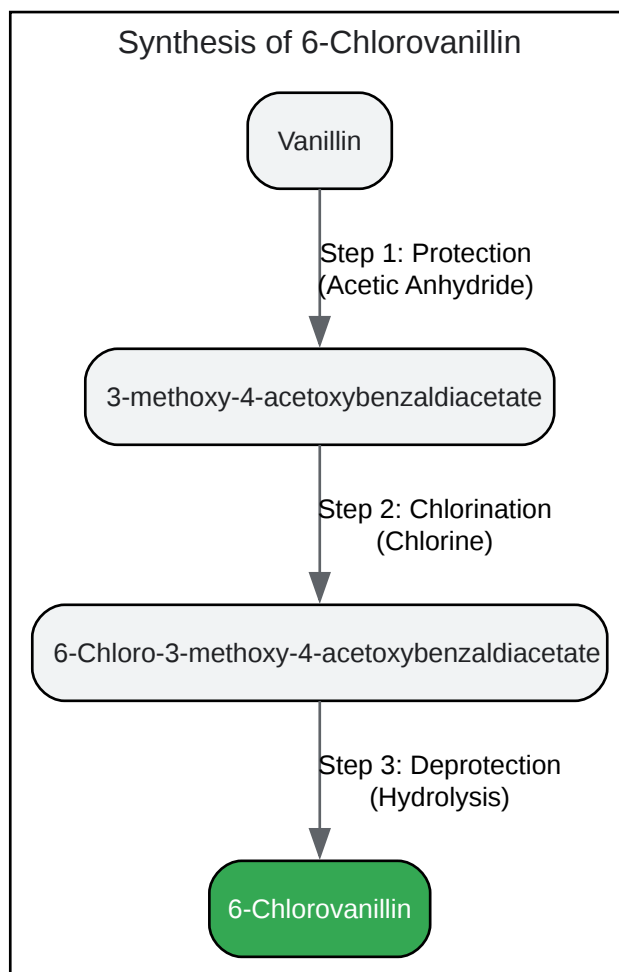 Synthesis of 6-Chlorovanillin
Vanillin
Step 1: Protection
(Acetic Anhydride)
3-methoxy-4-acetoxybenzaldiacetate
Step 2: Chlorination
(Chlorine)
6-Chloro-3-methoxy-4-acetoxybenzaldiacetate
Step 3: Deprotection
(Hydrolysis)
6-Chlorovanillin